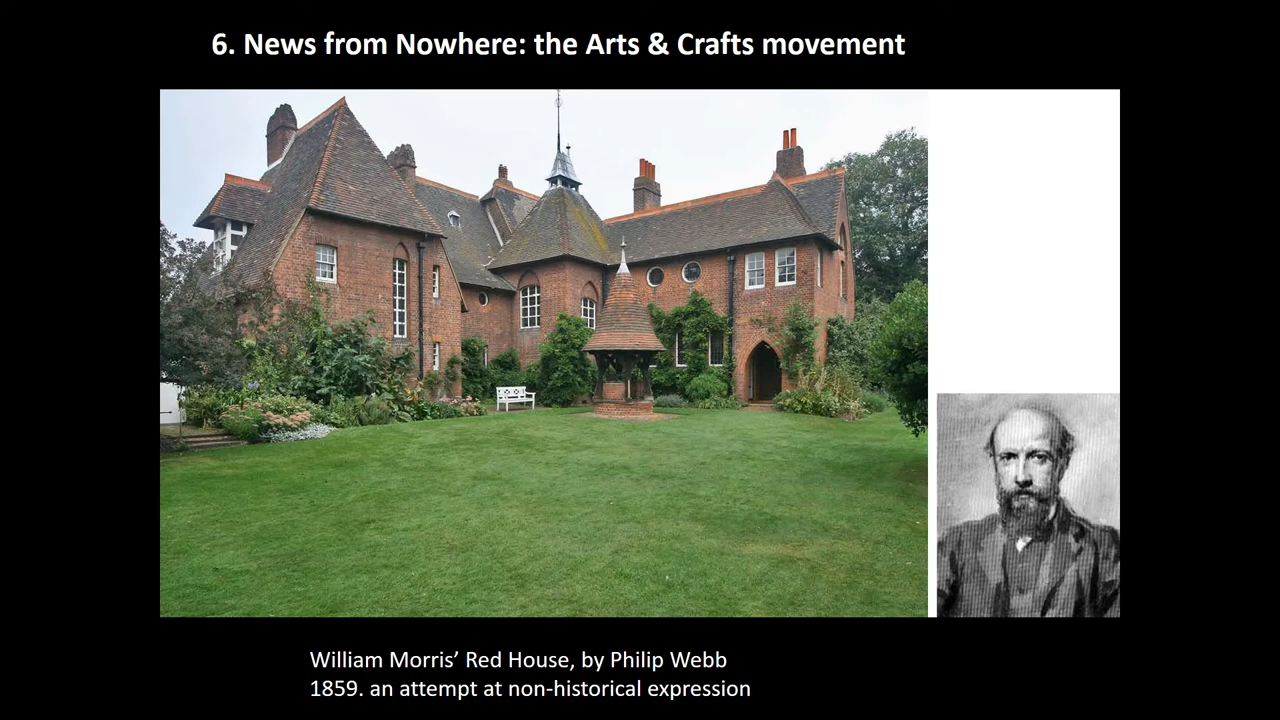 6. News from Nowhere: the Arts & Crafts movement
William Morris’ Red House, by Philip Webb
1859. an attempt at non-historical expression